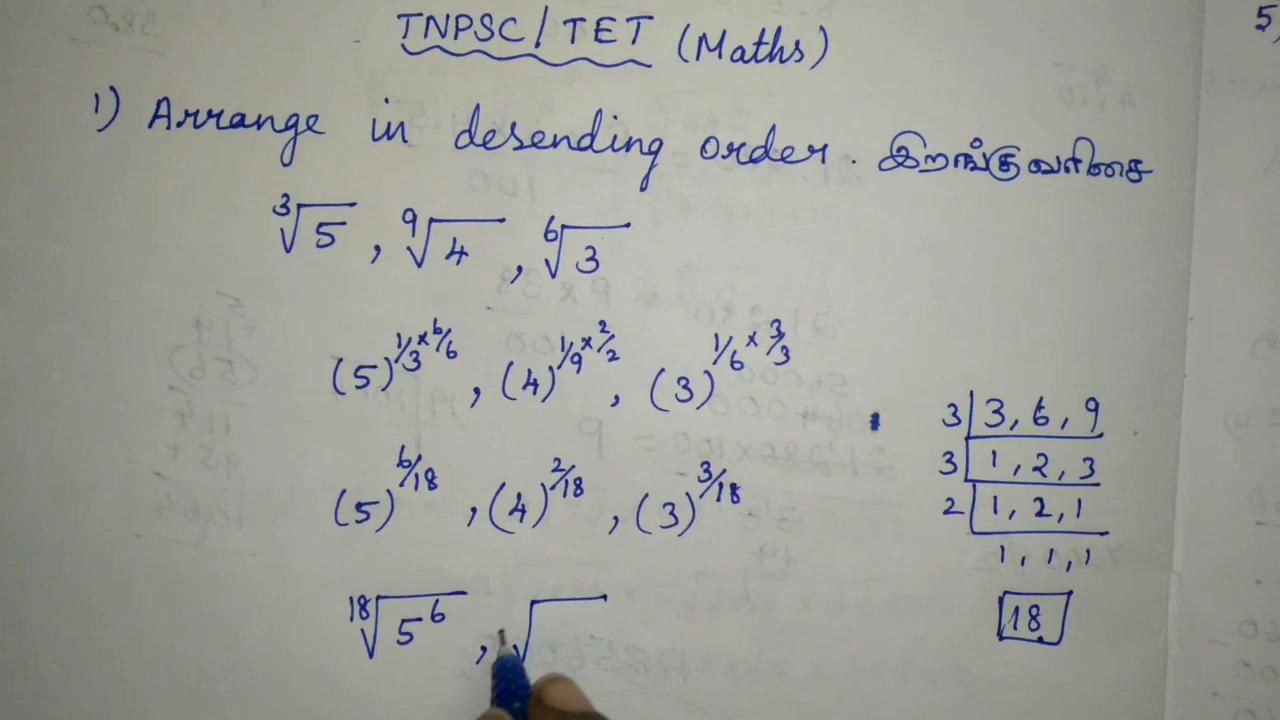 TNPSC/TET (Maths)
1) Arrange in desending order. இறங்குவரிசை
³√5, ⁹√4, ⁶√3
(5)^1/3×6/6, (4)^1/9×2/2, (3)^1/6×3/3
(5)^6/18, (4)^2/18, (3)^3/18
¹⁸√5⁶, √
3|3, 6, 9
3|1, 2, 3
2|1, 2, 1
1, 1, 1
18
5)